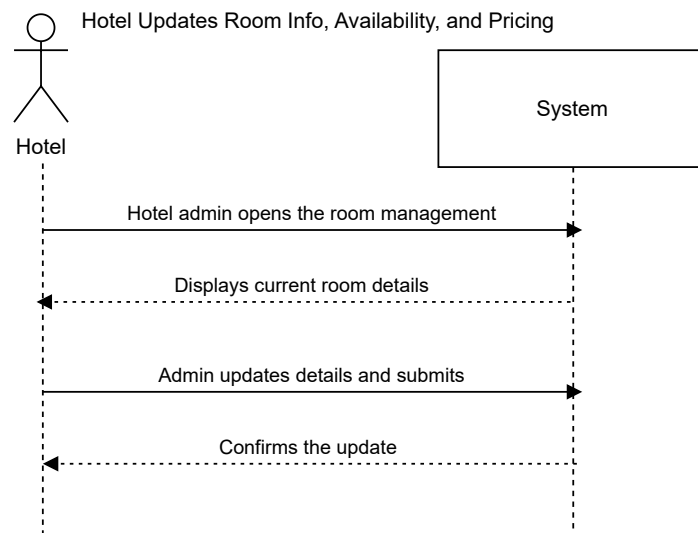 Hotel Updates Room Info, Availability, and Pricing
System
Hotel
Hotel admin opens the room management
Displays current room details
Admin updates details and submits
Confirms the update